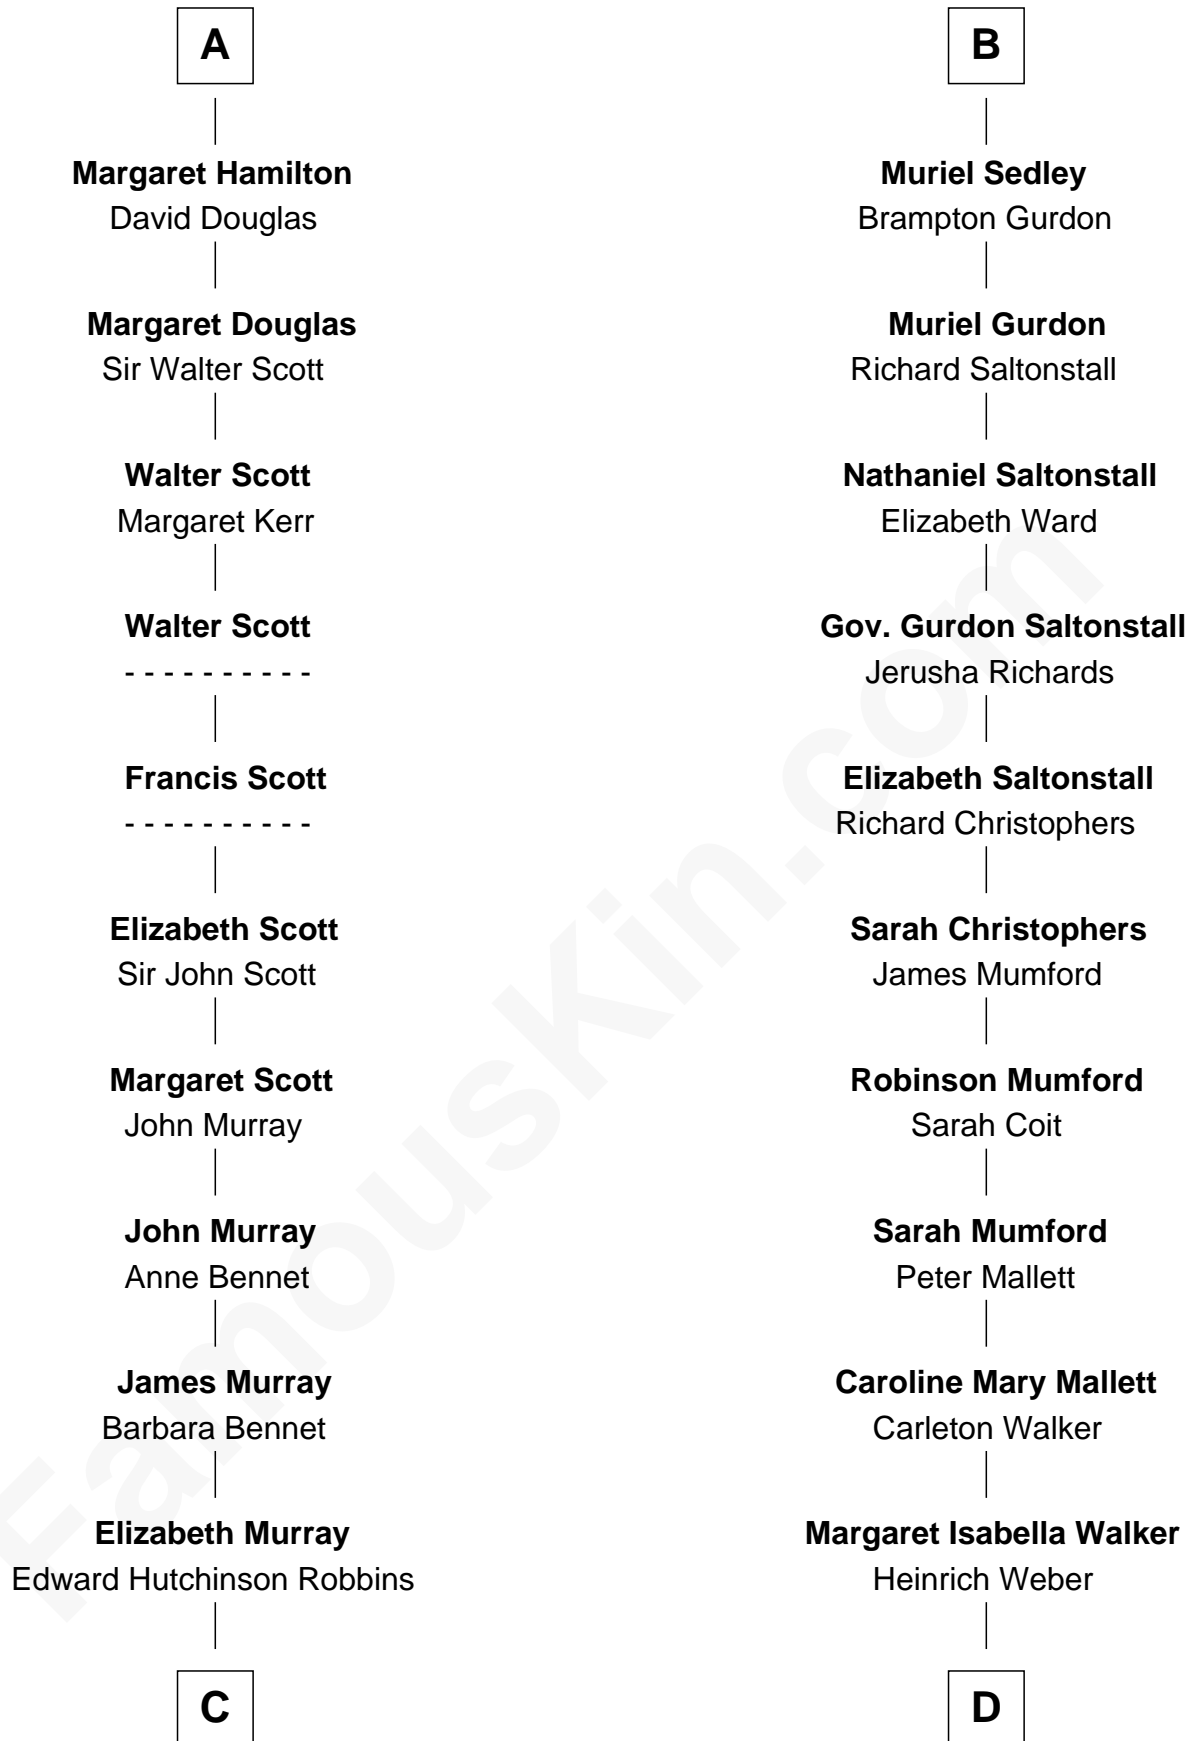 A
Margaret Hamilton
David Douglas
Margaret Douglas
Sir Walter Scott
Walter Scott
Margaret Kerr
Walter Scott
- - - - - - - - - -
Francis Scott
- - - - - - - - - -
Elizabeth Scott
Sir John Scott
Margaret Scott
John Murray
John Murray
Anne Bennet
James Murray
Barbara Bennet
Elizabeth Murray
Edward Hutchinson Robbins
C
B
Muriel Sedley
Brampton Gurdon
Muriel Gurdon
Richard Saltonstall
Nathaniel Saltonstall
Elizabeth Ward
Gov. Gurdon Saltonstall
Jerusha Richards
Elizabeth Saltonstall
Richard Christophers
Sarah Christophers
James Mumford
Robinson Mumford
Sarah Coit
Sarah Mumford
Peter Mallett
Caroline Mary Mallett
Carleton Walker
Margaret Isabella Walker
Heinrich Weber
D
FamousKin.com